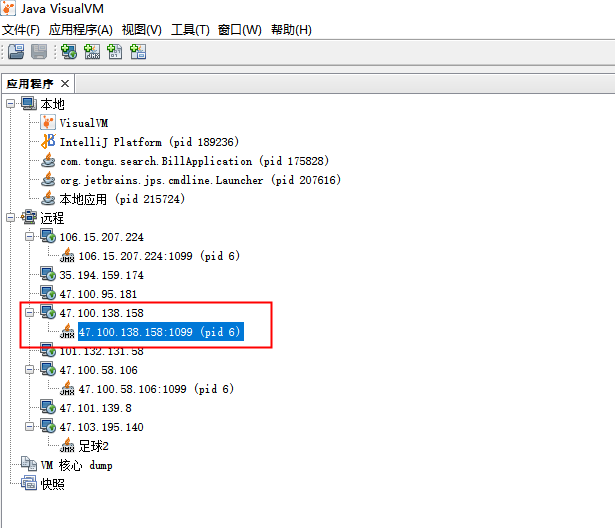 Java VisualVM
文件(F) 应用程序(A) 视图(V) 工具(T) 窗口(W) 帮助(H)
应用程序 ×
本地
VisualVM
IntelliJ Platform (pid 189236)
com.tongu.search.BillApplication (pid 175828)
org.jetbrains.jps.cmdline.Launcher (pid 207616)
本地应用 (pid 215724)
远程
106.15.207.224
JMX 106.15.207.224:1099 (pid 6)
35.194.159.174
47.100.95.181
47.100.138.158
JMX 47.100.138.158:1099 (pid 6)
101.132.131.58
47.100.58.106
JMX 47.100.58.106:1099 (pid 6)
47.101.139.8
47.103.195.140
JMX 足球2
VM 核心 dump
快照